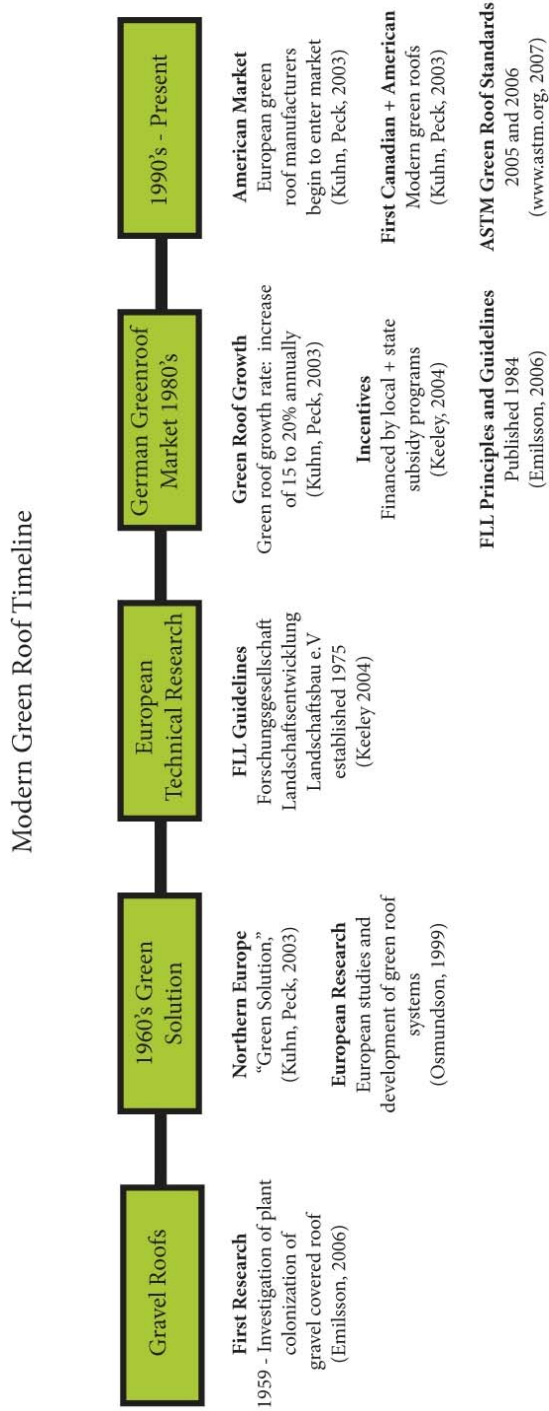 Modern Green Roof Timeline
Gravel Roofs
First Research
1959 - Investigation of plant
colonization of
gravel covered roof
(Emilsson, 2006)
1960's Green
Solution
Northern Europe
“Green Solution,”
(Kuhn, Peck, 2003)
European Research
European studies and
development of green roof
systems
(Osmundson, 1999)
European
Technical Research
FLL Guidelines
Forschungsgesellschaft
Landschaftsentwicklung
Landschaftsbau e.V
established 1975
(Keeley 2004)
German Greenroof
Market 1980's
Green Roof Growth
Green roof growth rate: increase
of 15 to 20% annually
(Kuhn, Peck, 2003)
Incentives
Financed by local + state
subsidy programs
(Keeley, 2004)
FLL Principles and Guidelines
Published 1984
(Emilsson, 2006)
1990's - Present
American Market
European green
roof manufacturers
begin to enter market
(Kuhn, Peck, 2003)
First Canadian + American
Modern green roofs
(Kuhn, Peck, 2003)
ASTM Green Roof Standards
2005 and 2006
(www.astm.org, 2007)